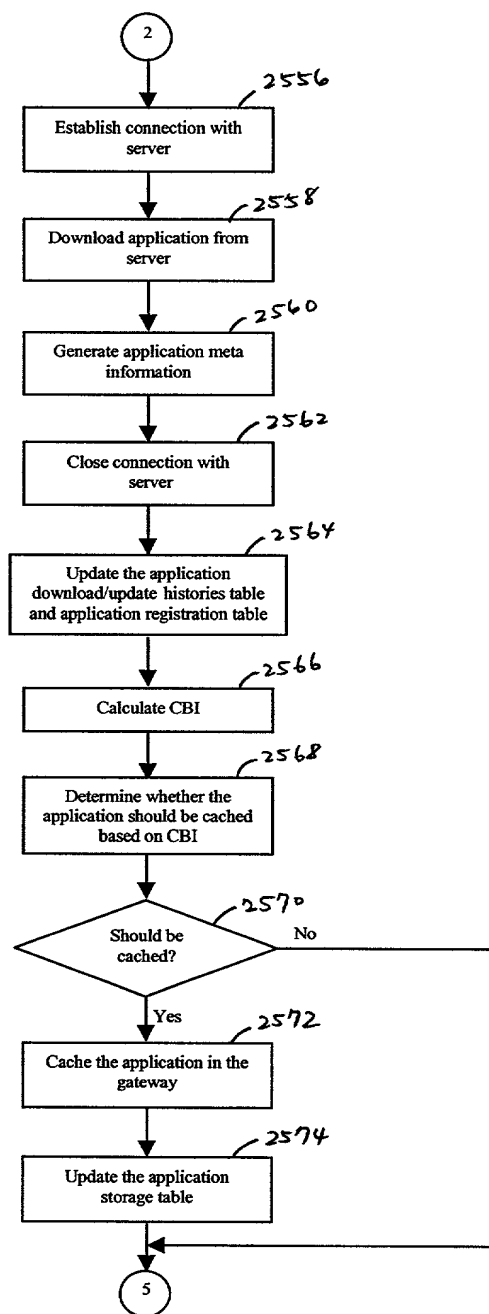 2
2556
Establish connection with
server
2558
Download application from
server
2560
Generate application meta
information
2562
Close connection with
server
2564
Update the application
download/update histories table
and application registration table
2566
Calculate CBI
2568
Determine whether the
application should be cached
based on CBI
2570
Should be
cached?
No
Yes
2572
Cache the application in the
gateway
2574
Update the application
storage table
5